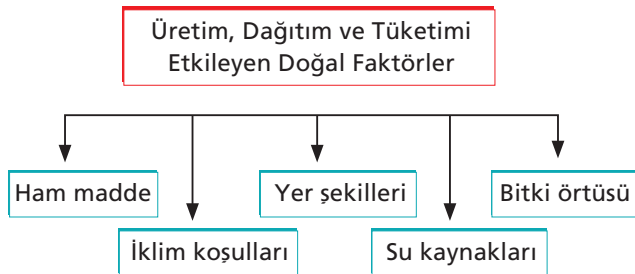 Üretim, Dağıtım ve Tüketimi
Etkileyen Doğal Faktörler
Ham madde
Yer şekilleri
Bitki örtüsü
İklim koşulları
Su kaynakları